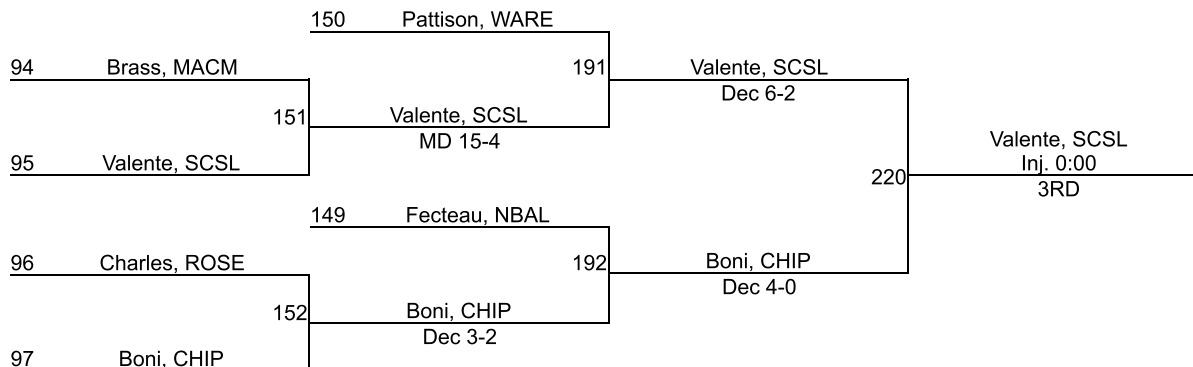 150 Pattison, WARE
94 Brass, MACM
191 Valente, SCSL
Dec 6-2
151 Valente, SCSL
MD 15-4
95 Valente, SCSL
Valente, SCSL
Inj. 0:00
220
3RD
149 Fecteau, NBAL
96 Charles, ROSE
192 Boni, CHIP
Dec 4-0
152 Boni, CHIP
Dec 3-2
97 Boni, CHIP